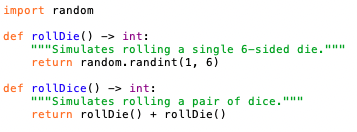 import random

def rollDie() -> int:
    """Simulates rolling a single 6-sided die."""
    return random.randint(1, 6)

def rollDice() -> int:
    """Simulates rolling a pair of dice."""
    return rollDie() + rollDie()